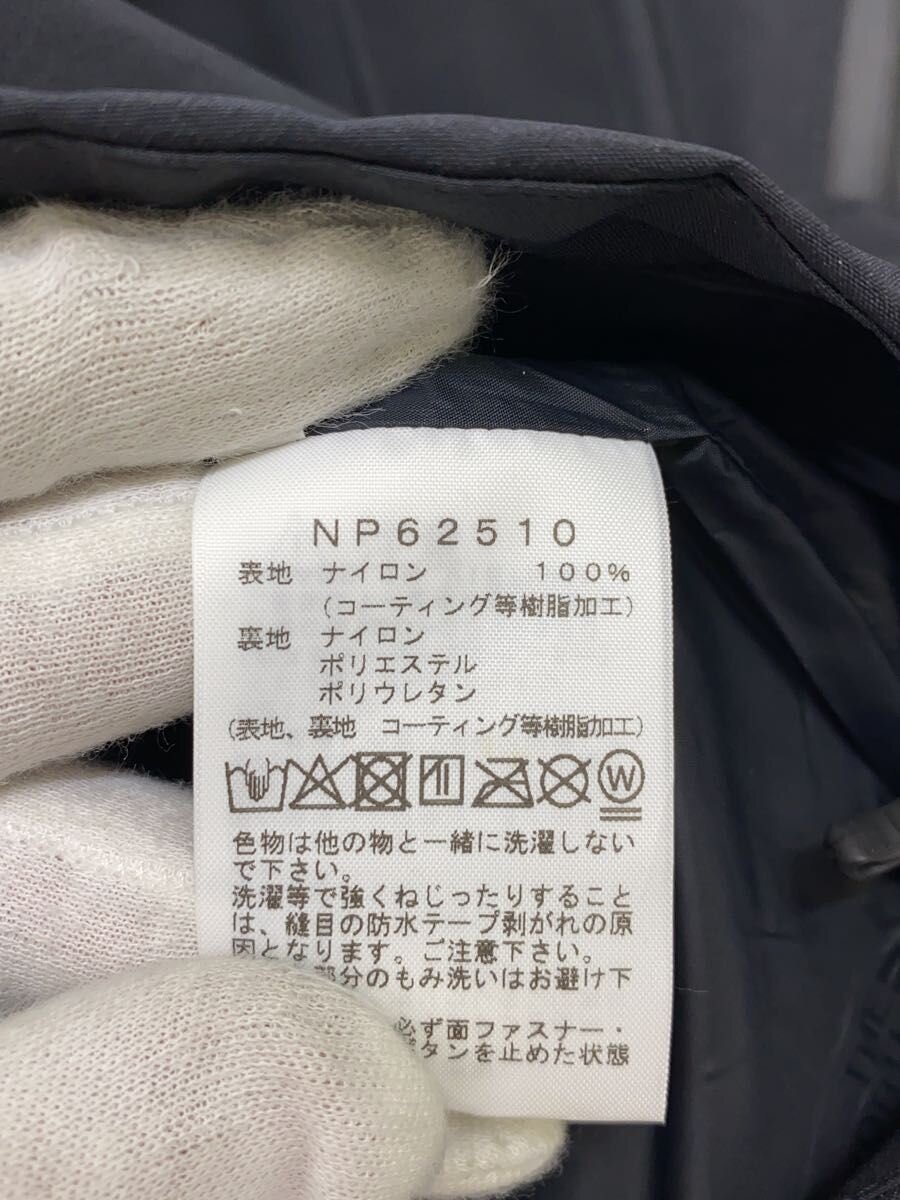 NP62510
表地 ナイロン 100%
(コーティング等樹脂加工)
裏地 ナイロン
ポリエステル
ポリウレタン
(表地、裏地 コーティング等樹脂加工)
W
色物は他の物と一緒に洗濯しない
で下さい。
洗濯等で強くねじったりすること
は、縫目の防水テープ剥がれの原
因となります。ご注意下さい。
部分のもみ洗いはお避け下
必ず面ファスナー・
ボタンを止めた状態